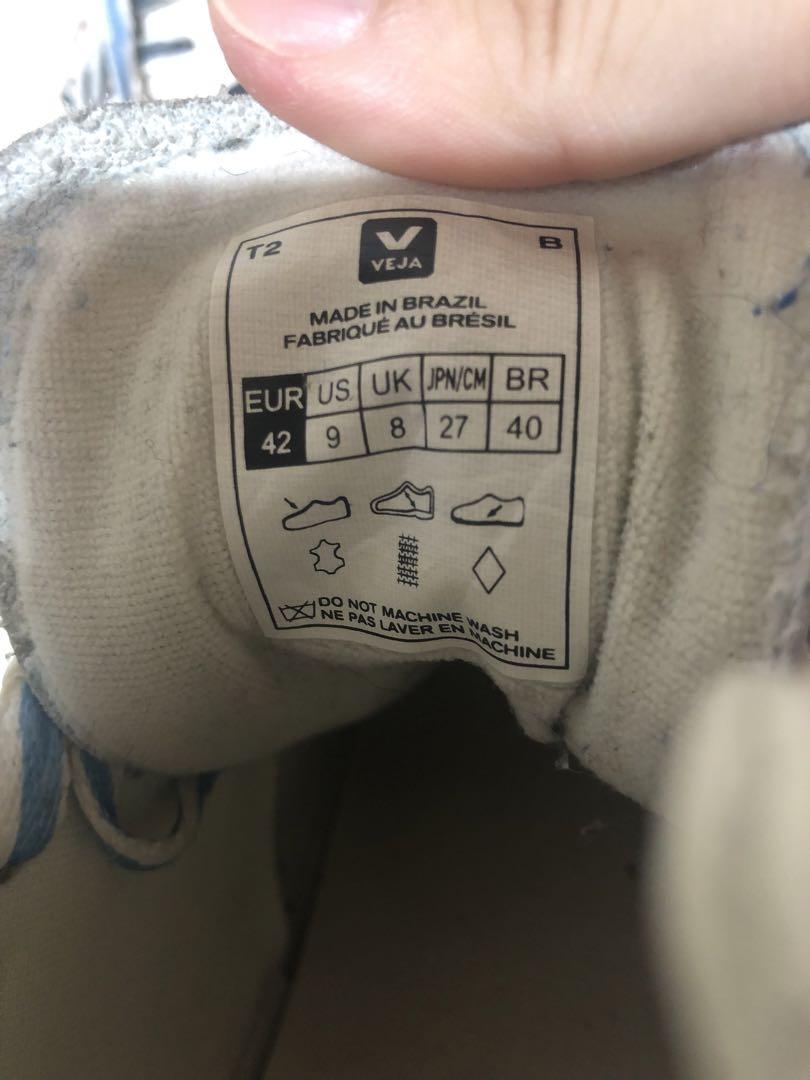 T2 VEJA B
MADE IN BRAZIL
FABRIQUÉ AU BRÉSIL
EUR US UK JPN/CM BR
42 9 8 27 40
DO NOT MACHINE WASH
NE PAS LAVER EN MACHINE